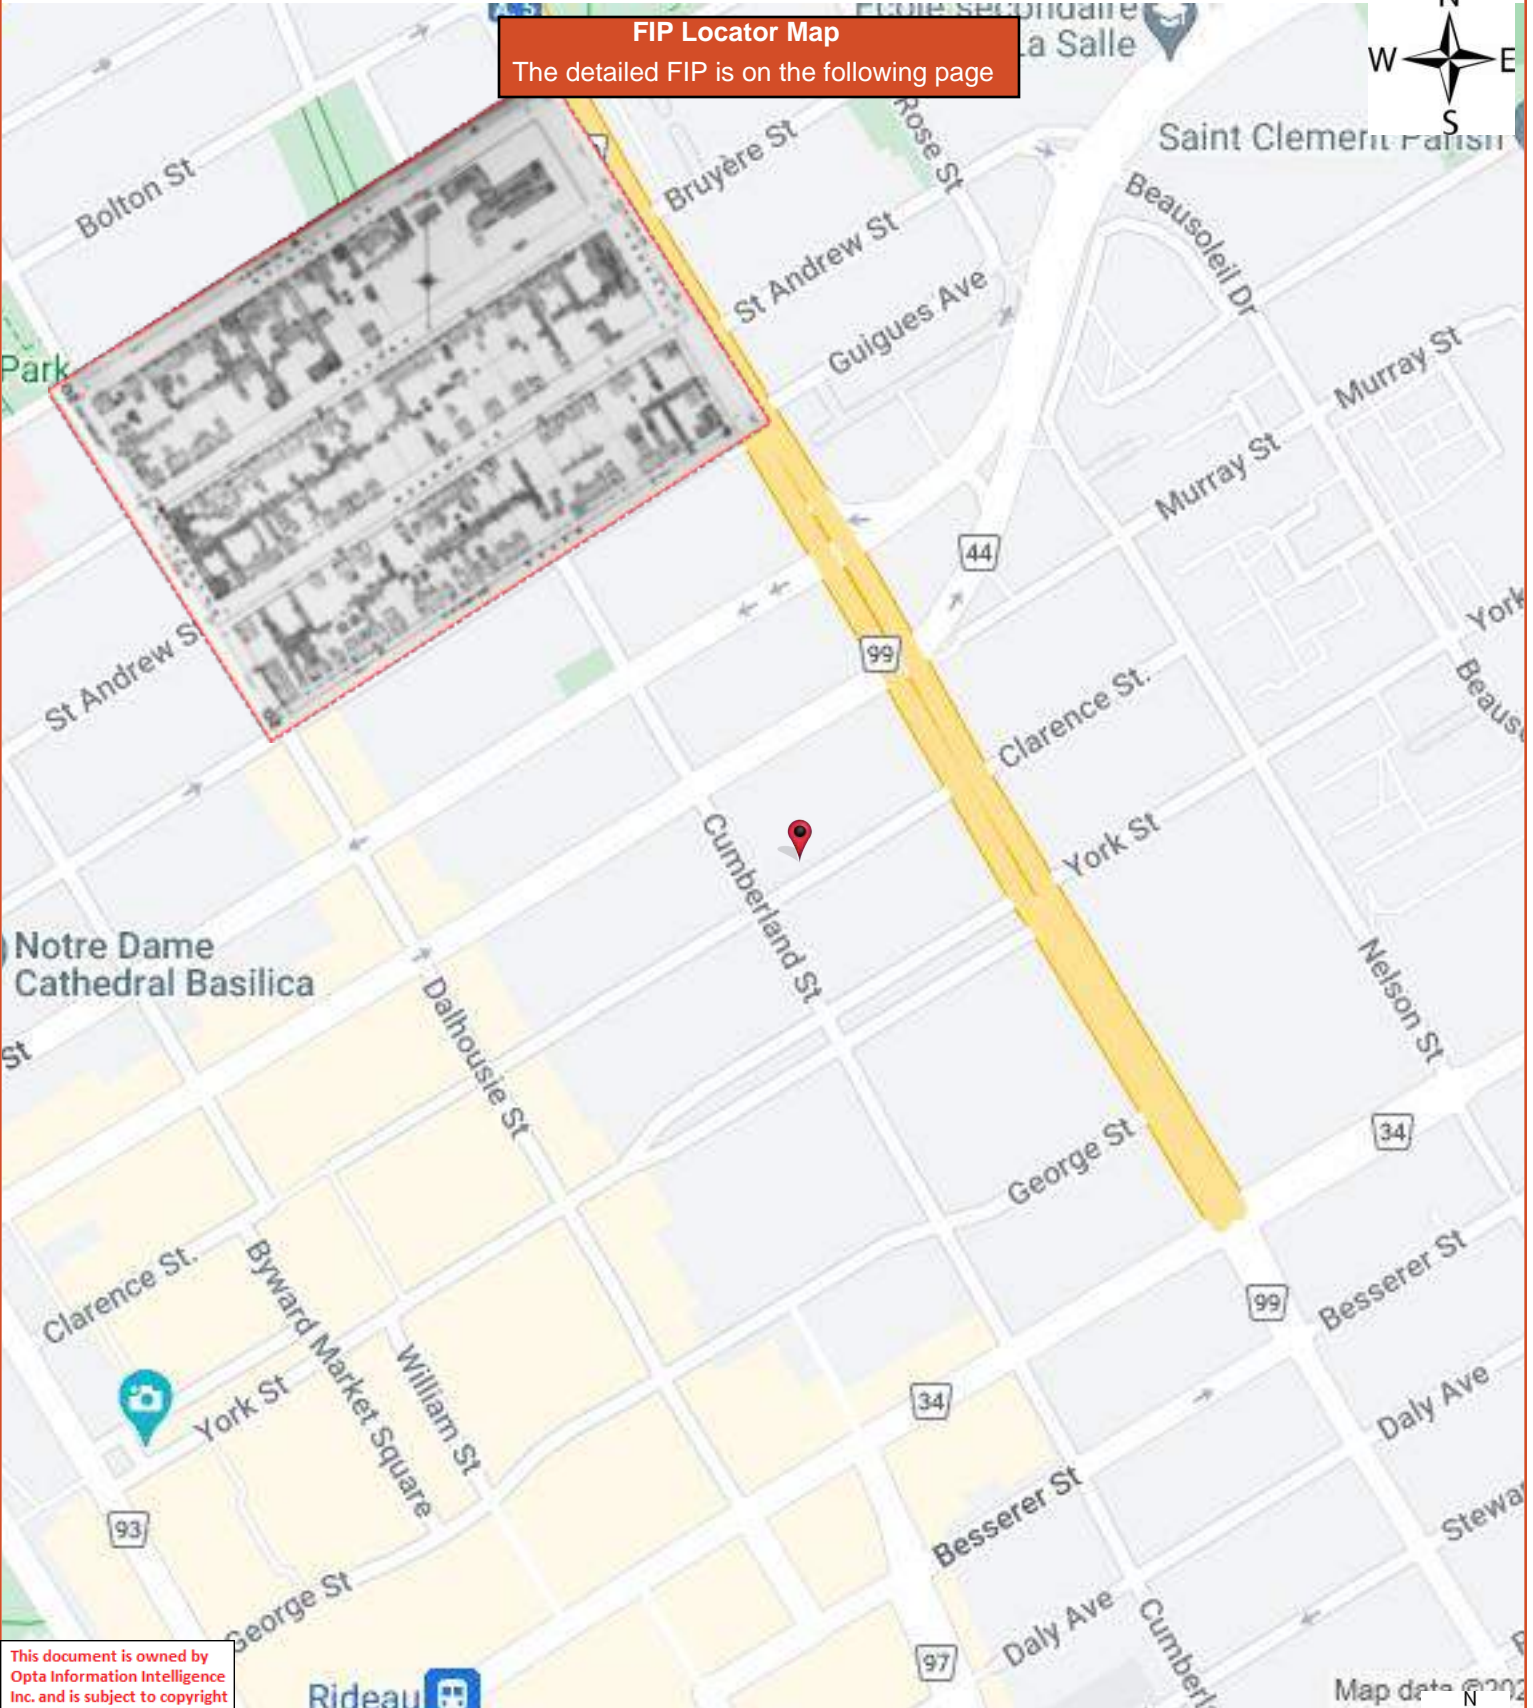 FIP Locator Map
The detailed FIP is on the following page
La Salle
N
W
E
S
Saint Clement Parish
Rose St
Bruyère St
Bolton St
Beausoleil Dr
St Andrew St
Guigues Ave
Murray St
Park
Murray St
44
York
99
St Andrew St
Clarence St.
York St
Cumberland St
Notre Dame
Cathedral Basilica
Nelson St
Dalhousie St
St
34
George St
Clarence St.
Byward Market Square
99
Besserer St
William St
York St
34
Daly Ave
93
Besserer St
George St
Daly Ave
97
Rideau
This document is owned by
Opta Information Intelligence
Inc. and is subject to copyright
Map data
N